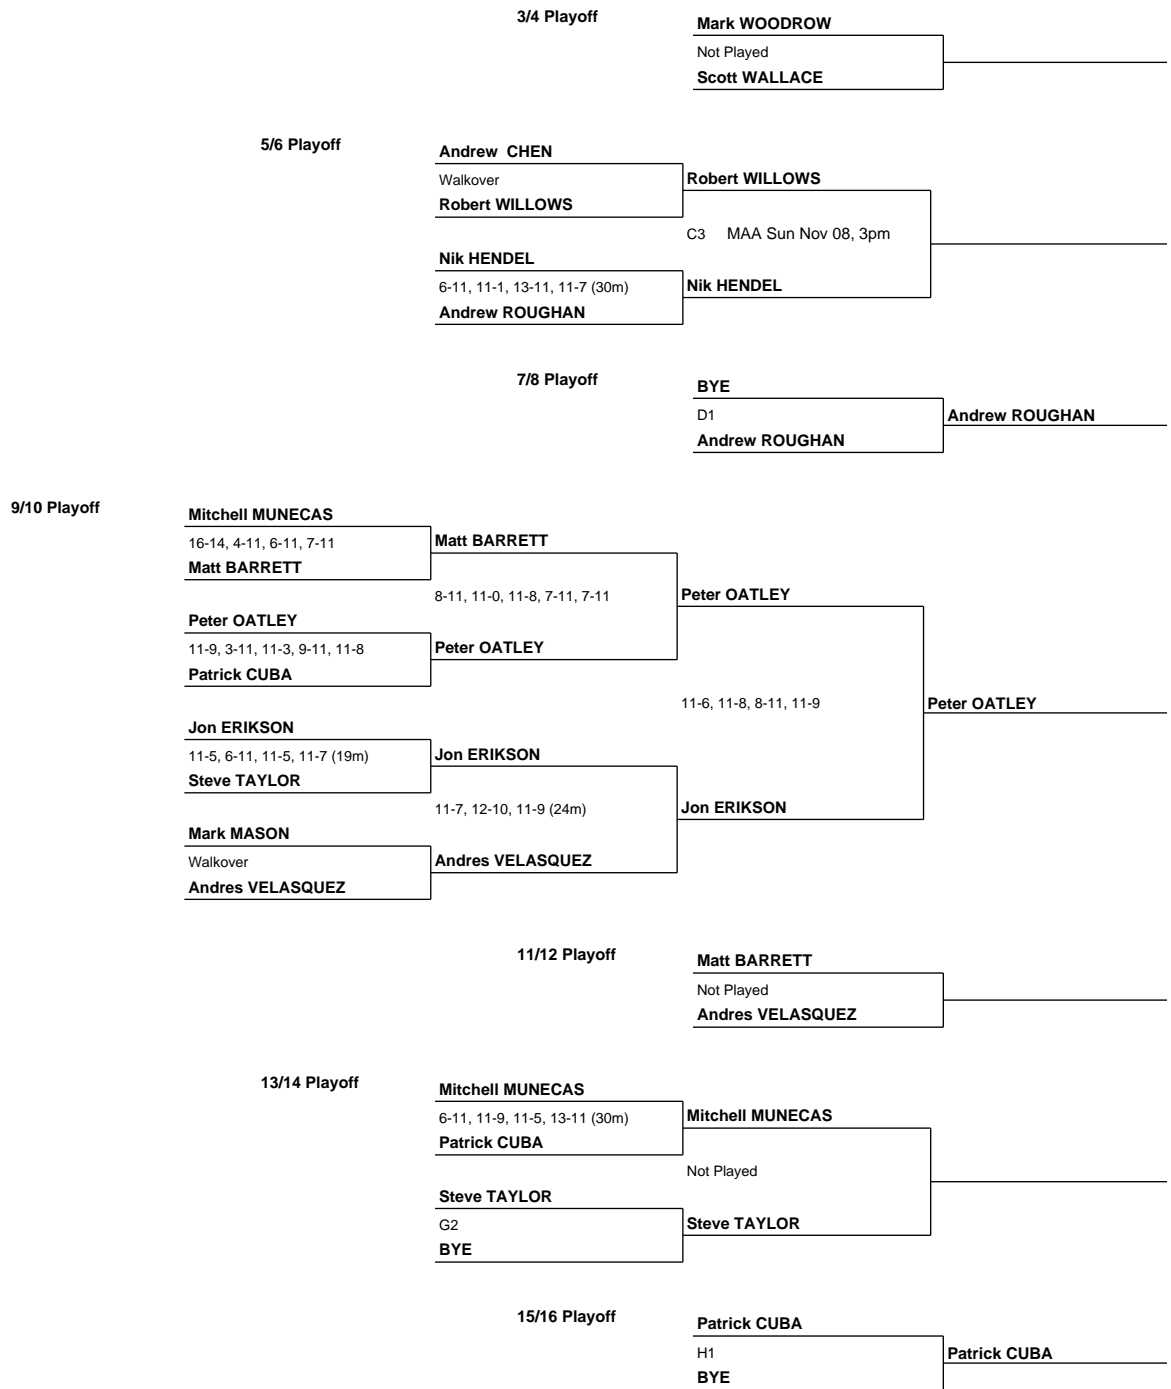 3/4 Playoff
Mark WOODROW
Not Played
Scott WALLACE
5/6 Playoff
Andrew  CHEN
Walkover
Robert WILLOWS
Robert WILLOWS
C3 MAA Sun Nov 08, 3pm
Nik HENDEL
6-11, 11-1, 13-11, 11-7 (30m)
Nik HENDEL
Andrew ROUGHAN
7/8 Playoff
BYE
D1
Andrew ROUGHAN
Andrew ROUGHAN
9/10 Playoff
Mitchell MUNECAS
16-14, 4-11, 6-11, 7-11
Matt BARRETT
Matt BARRETT
8-11, 11-0, 11-8, 7-11, 7-11
Peter OATLEY
Peter OATLEY
11-9, 3-11, 11-3, 9-11, 11-8
Peter OATLEY
Patrick CUBA
11-6, 11-8, 8-11, 11-9
Peter OATLEY
Jon ERIKSON
11-5, 6-11, 11-5, 11-7 (19m)
Jon ERIKSON
Steve TAYLOR
11-7, 12-10, 11-9 (24m)
Jon ERIKSON
Mark MASON
Walkover
Andres VELASQUEZ
Andres VELASQUEZ
11/12 Playoff
Matt BARRETT
Not Played
Andres VELASQUEZ
13/14 Playoff
Mitchell MUNECAS
6-11, 11-9, 11-5, 13-11 (30m)
Mitchell MUNECAS
Patrick CUBA
Not Played
Steve TAYLOR
G2
Steve TAYLOR
BYE
15/16 Playoff
Patrick CUBA
H1
Patrick CUBA
BYE